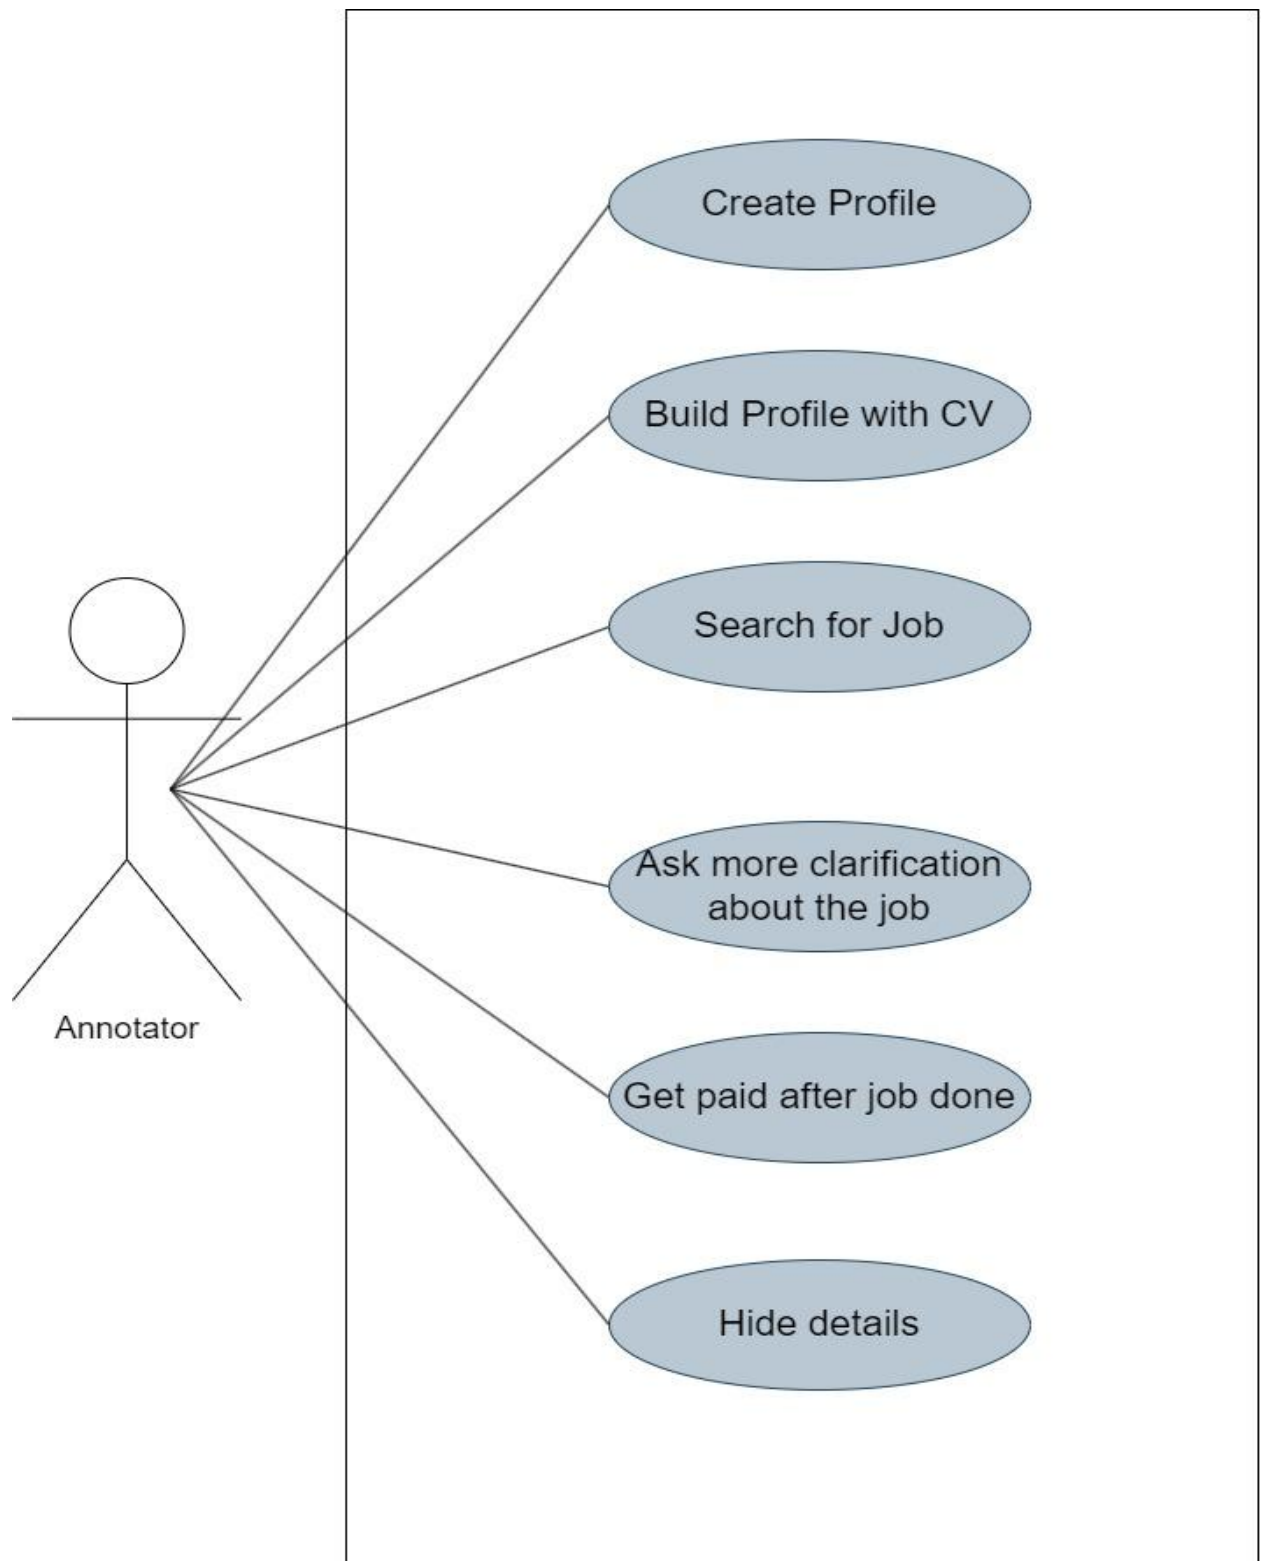 Create Profile
Build Profile with CV
Search for Job
Ask more clarification
about the job
Annotator
Get paid after job done
Hide details